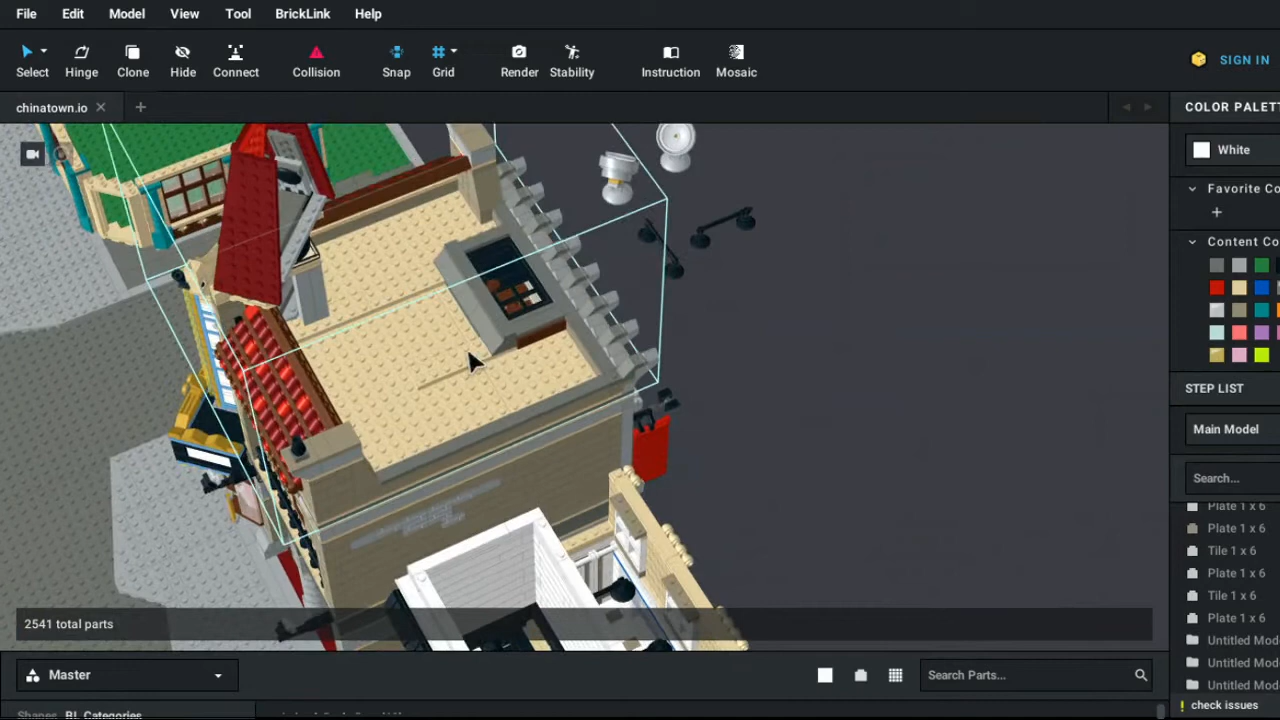 File Edit Model View Tool BrickLink Help
Select Hinge Clone Hide Connect Collision Snap Grid Render Stability Instruction Mosaic SIGN IN
chinatown.io
COLOR PALETT
White
Favorite Co
Content Co
STEP LIST
Main Model
Search...
Plate 1 x 6
Plate 1 x 6
Tile 1 x 6
Plate 1 x 6
Tile 1 x 6
Plate 1 x 6
Untitled Mod
Untitled Mod
Untitled Mod
check issues
2541 total parts
Master
Search Parts...
Shapes BL Categories